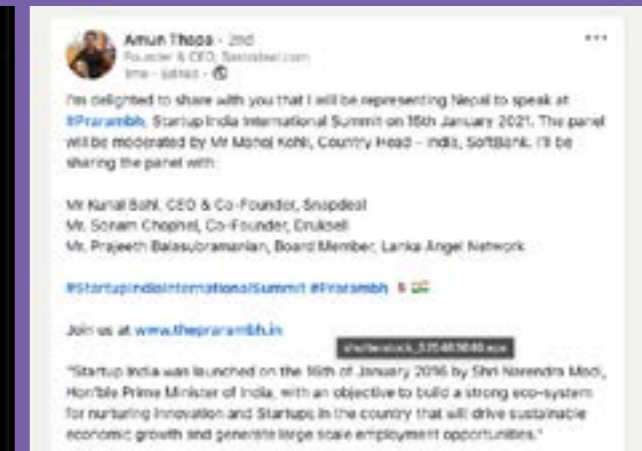 Amun Thapa · 2nd
Founder & CEO, Sastodeal.com
1mo · Edited ·
I'm delighted to share with you that I will be representing Nepal to speak at
#Prarambh, Startup India International Summit on 16th January 2021. The panel
will be moderated by Mr Manoj Kohli, Country Head - India, SoftBank. I'll be
sharing the panel with:
Mr Kunal Bahl, CEO & Co-Founder, Snapdeal
Mr. Sonam Chophel, Co-Founder, Druksell
Mr. Prajeeth Balasubramanian, Board Member, Lanka Angel Network
#StartupIndiaInternationalSummit #Prarambh
Join us at www.theprarambh.in
"Startup India was launched on the 16th of January 2016 by Shri Narendra Modi,
Hon'ble Prime Minister of India, with an objective to build a strong eco-system
for nurturing innovation and Startups in the country that will drive sustainable
economic growth and generate large scale employment opportunities."